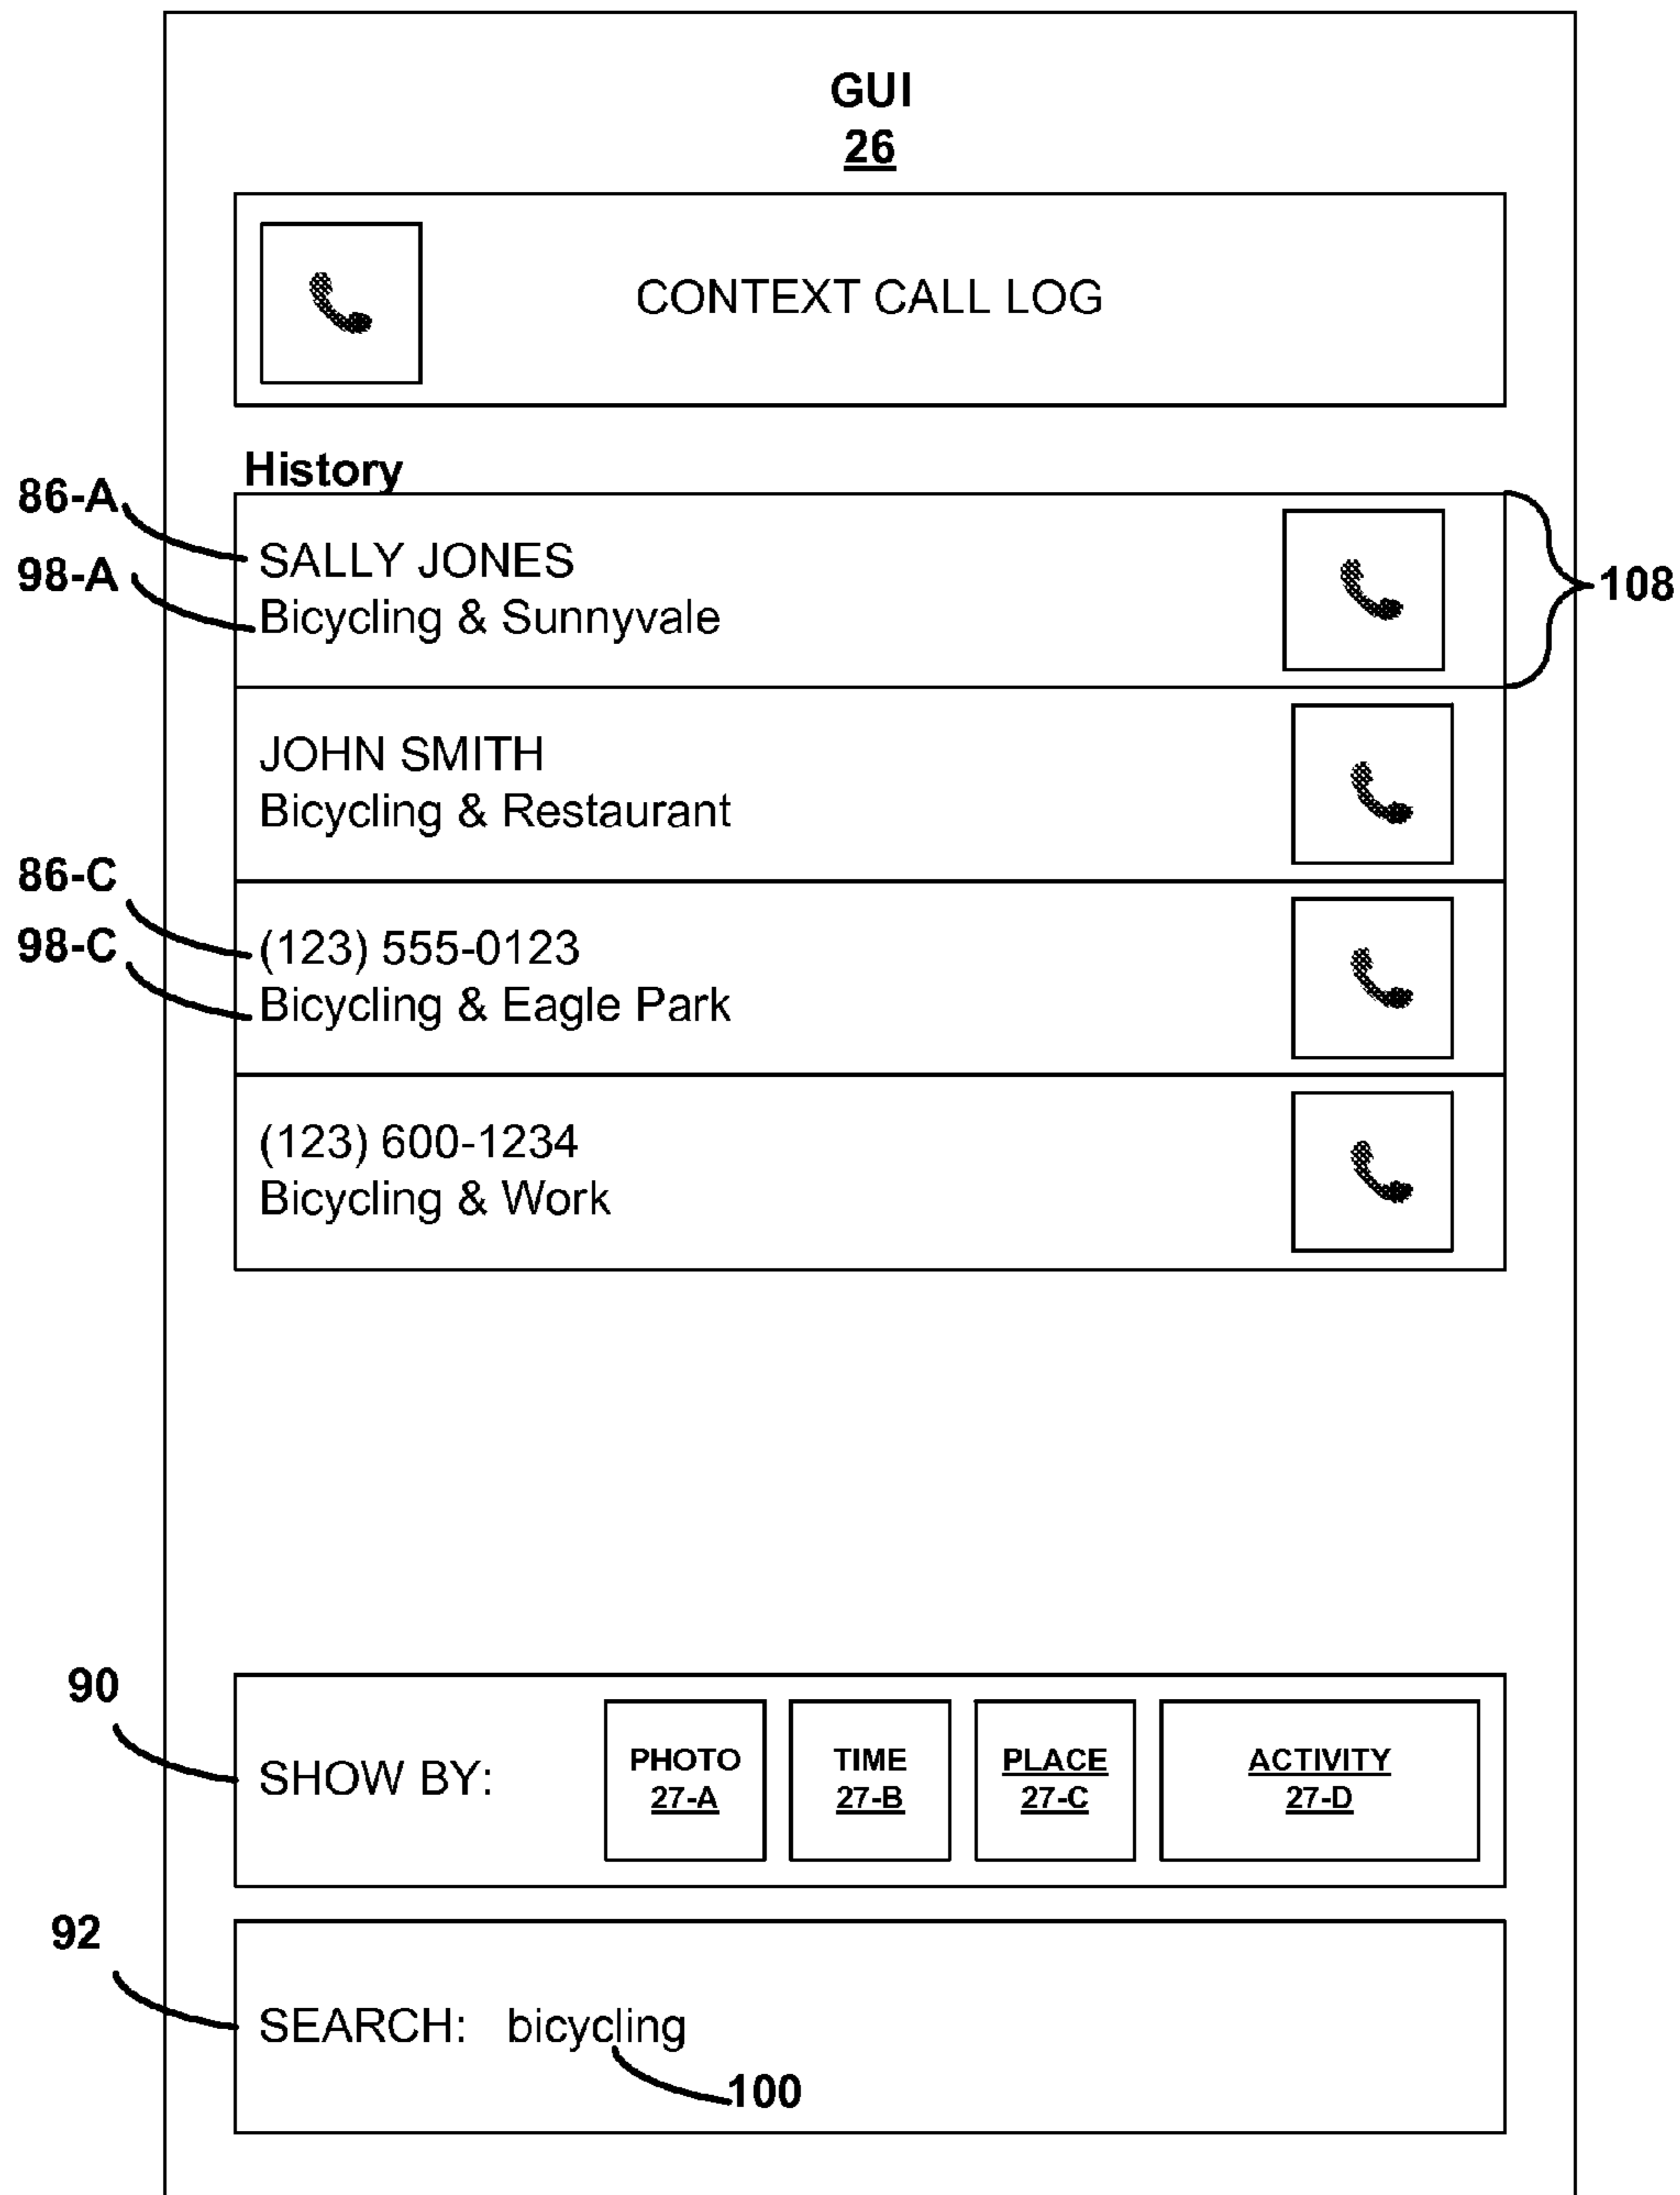 GUI
26
CONTEXT CALL LOG
History
86-A
SALLY JONES
98-A
Bicycling & Sunnyvale
108
JOHN SMITH
Bicycling & Restaurant
86-C
(123) 555-0123
98-C
Bicycling & Eagle Park
(123) 600-1234
Bicycling & Work
90
SHOW BY:
PHOTO
27-A
TIME
27-B
PLACE
27-C
ACTIVITY
27-D
92
SEARCH: bicycling
100